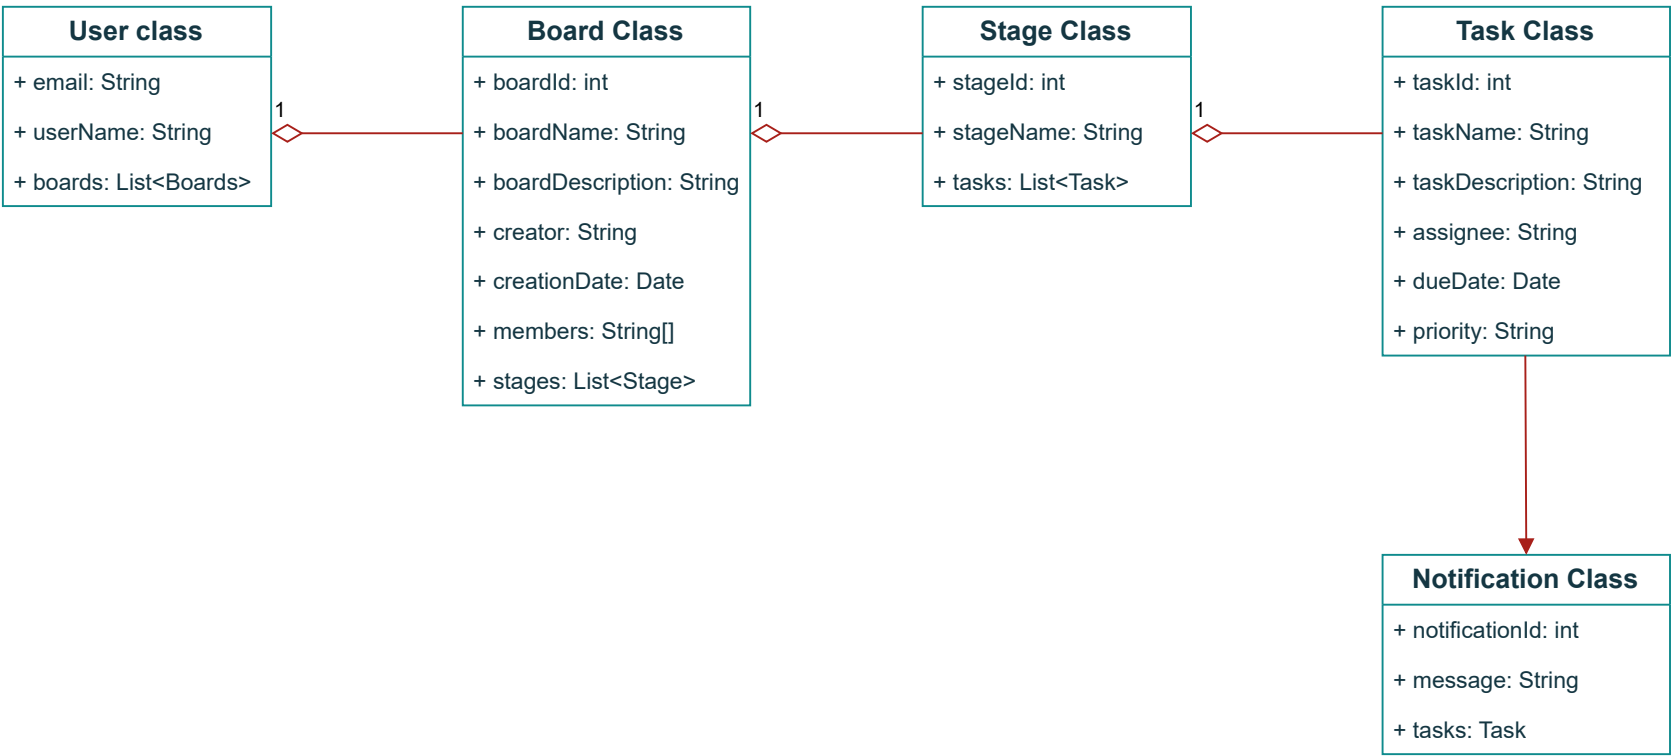 User class
+ email: String
+ userName: String
+ boards: List<Boards>
1
Board Class
+ boardId: int
+ boardName: String
+ boardDescription: String
+ creator: String
+ creationDate: Date
+ members: String[]
+ stages: List<Stage>
1
Stage Class
+ stageId: int
+ stageName: String
+ tasks: List<Task>
1
Task Class
+ taskId: int
+ taskName: String
+ taskDescription: String
+ assignee: String
+ dueDate: Date
+ priority: String
Notification Class
+ notificationId: int
+ message: String
+ tasks: Task